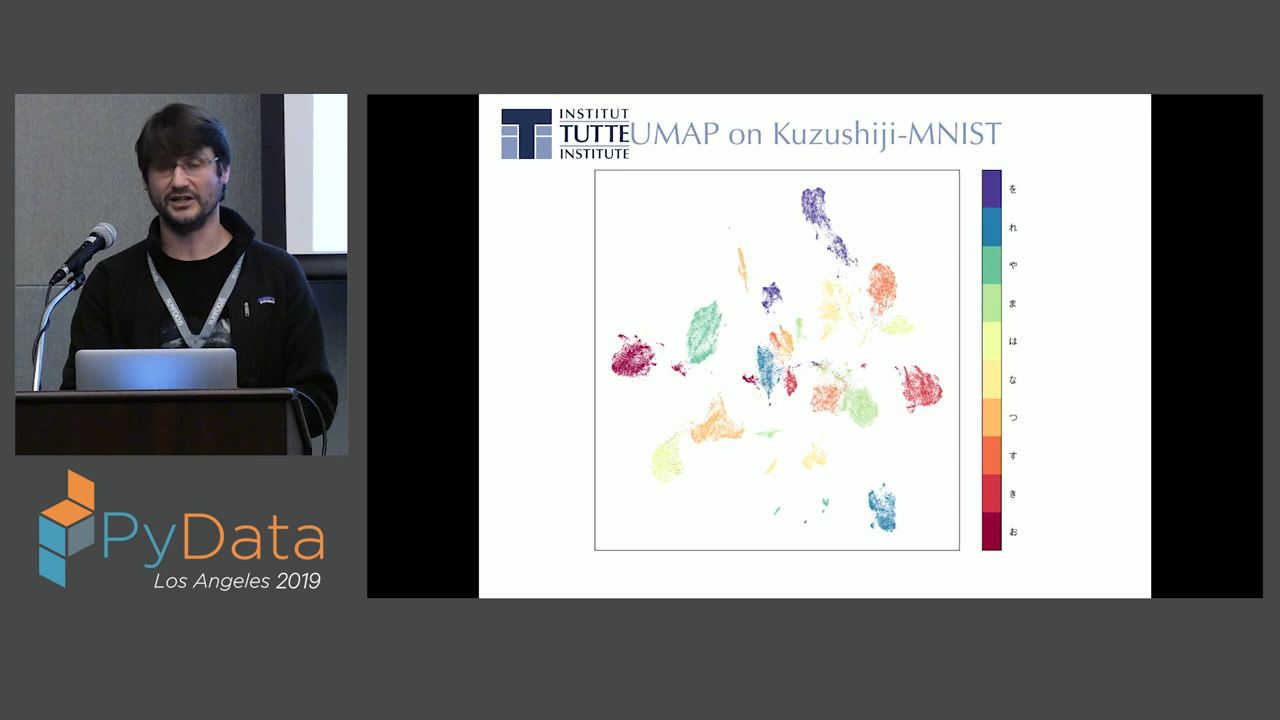 INSTITUT
TUTTE
INSTITUTE
UMAP on Kuzushiji-MNIST
を
れ
や
ま
は
な
つ
す
き
お
PyData
Los Angeles 2019